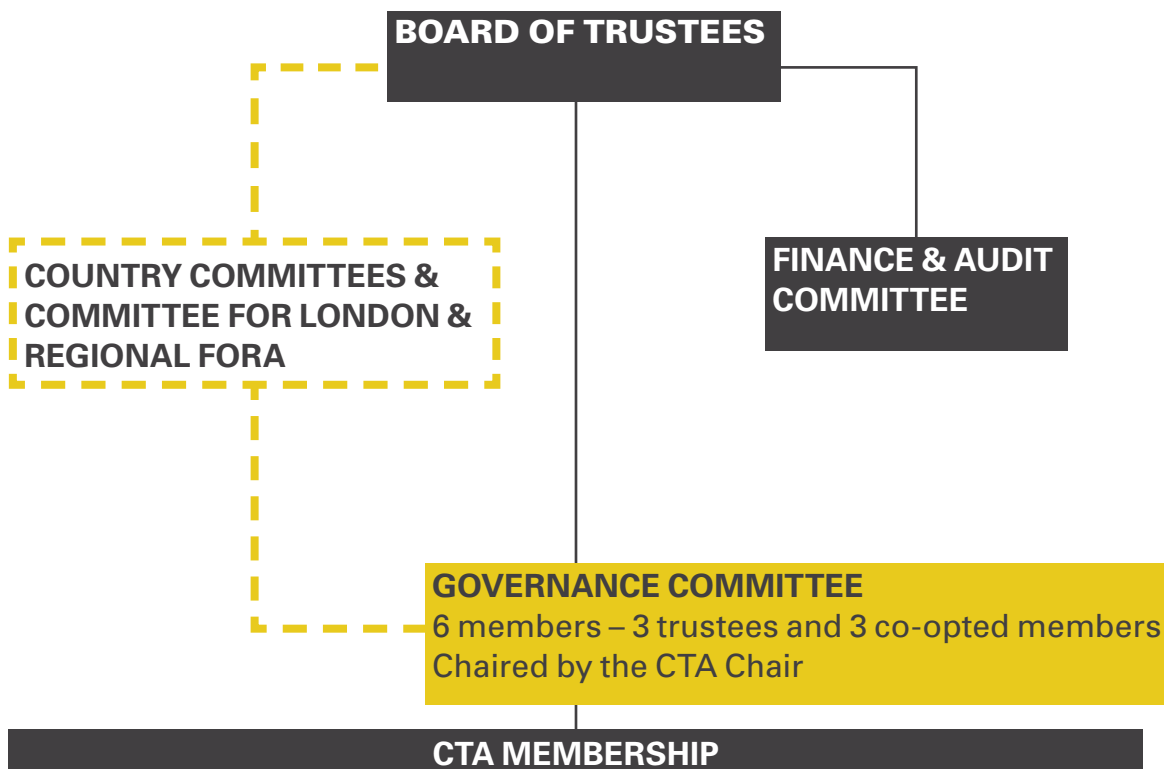 BOARD OF TRUSTEES
COUNTRY COMMITTEES &
COMMITTEE FOR LONDON &
REGIONAL FORA
FINANCE & AUDIT
COMMITTEE
GOVERNANCE COMMITTEE
6 members – 3 trustees and 3 co-opted members
Chaired by the CTA Chair
CTA MEMBERSHIP